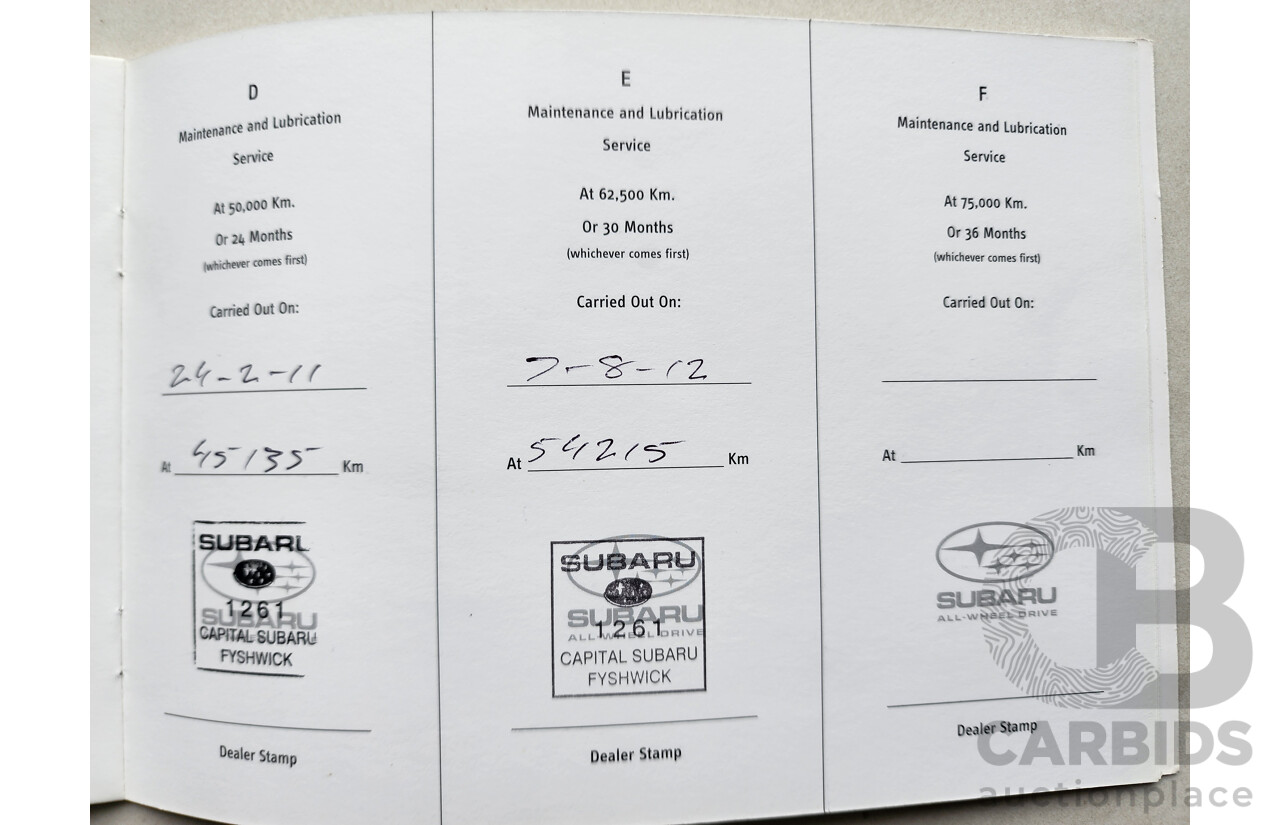 D
Maintenance and Lubrication
Service
At 50,000 Km.
Or 24 Months
(whichever comes first)
Carried Out On:
24-2-11
At 45135 Km
SUBARU
SUBARU
1261
CAPITAL SUBARU
FYSHWICK
Dealer Stamp
E
Maintenance and Lubrication
Service
At 62,500 Km.
Or 30 Months
(whichever comes first)
Carried Out On:
7-8-12
At 54215 Km
SUBARU
SUBARU
ALL-WHEEL DRIVE
1261
CAPITAL SUBARU
FYSHWICK
Dealer Stamp
F
Maintenance and Lubrication
Service
At 75,000 Km.
Or 36 Months
(whichever comes first)
Carried Out On:
At Km
SUBARU
ALL-WHEEL DRIVE
Dealer Stamp
CB
CARBIDS
auctionplace